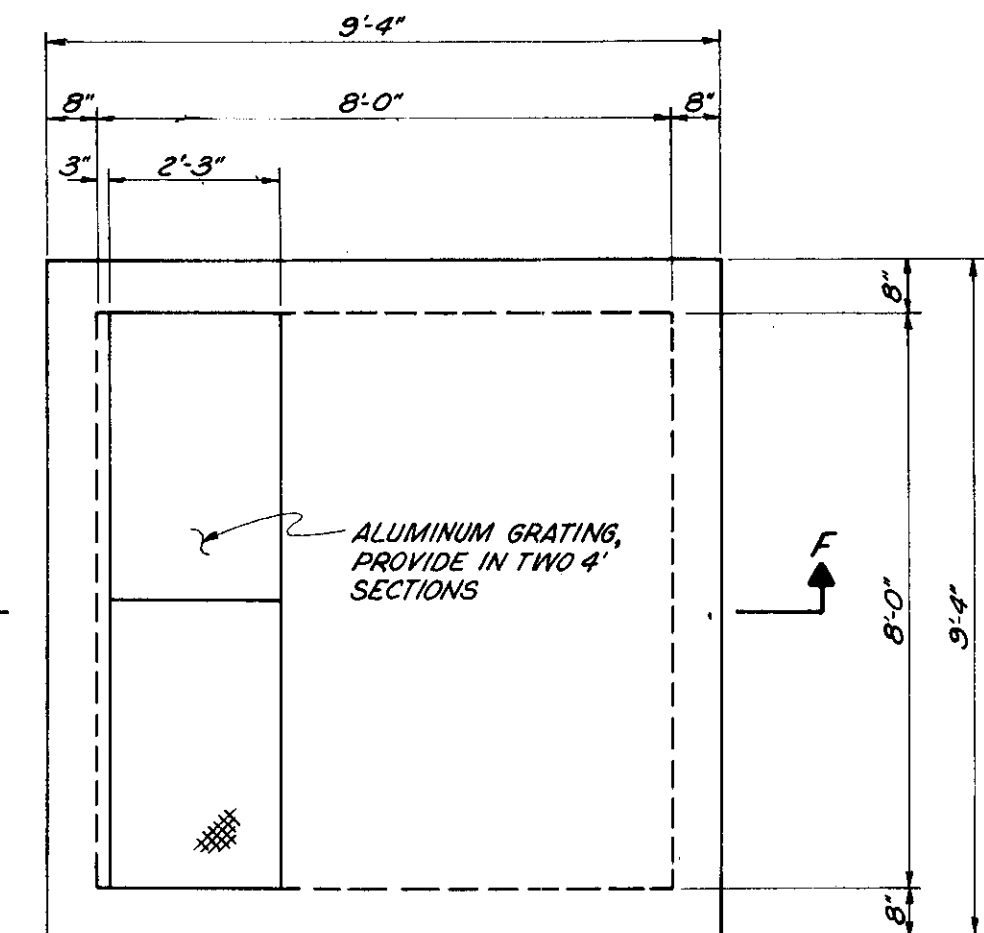 9'-4"
8" 8'-0" 8"
3" 2'-3"
8"
ALUMINUM GRATING,
PROVIDE IN TWO 4'
SECTIONS
F
8'-0"
9'-4"
8"